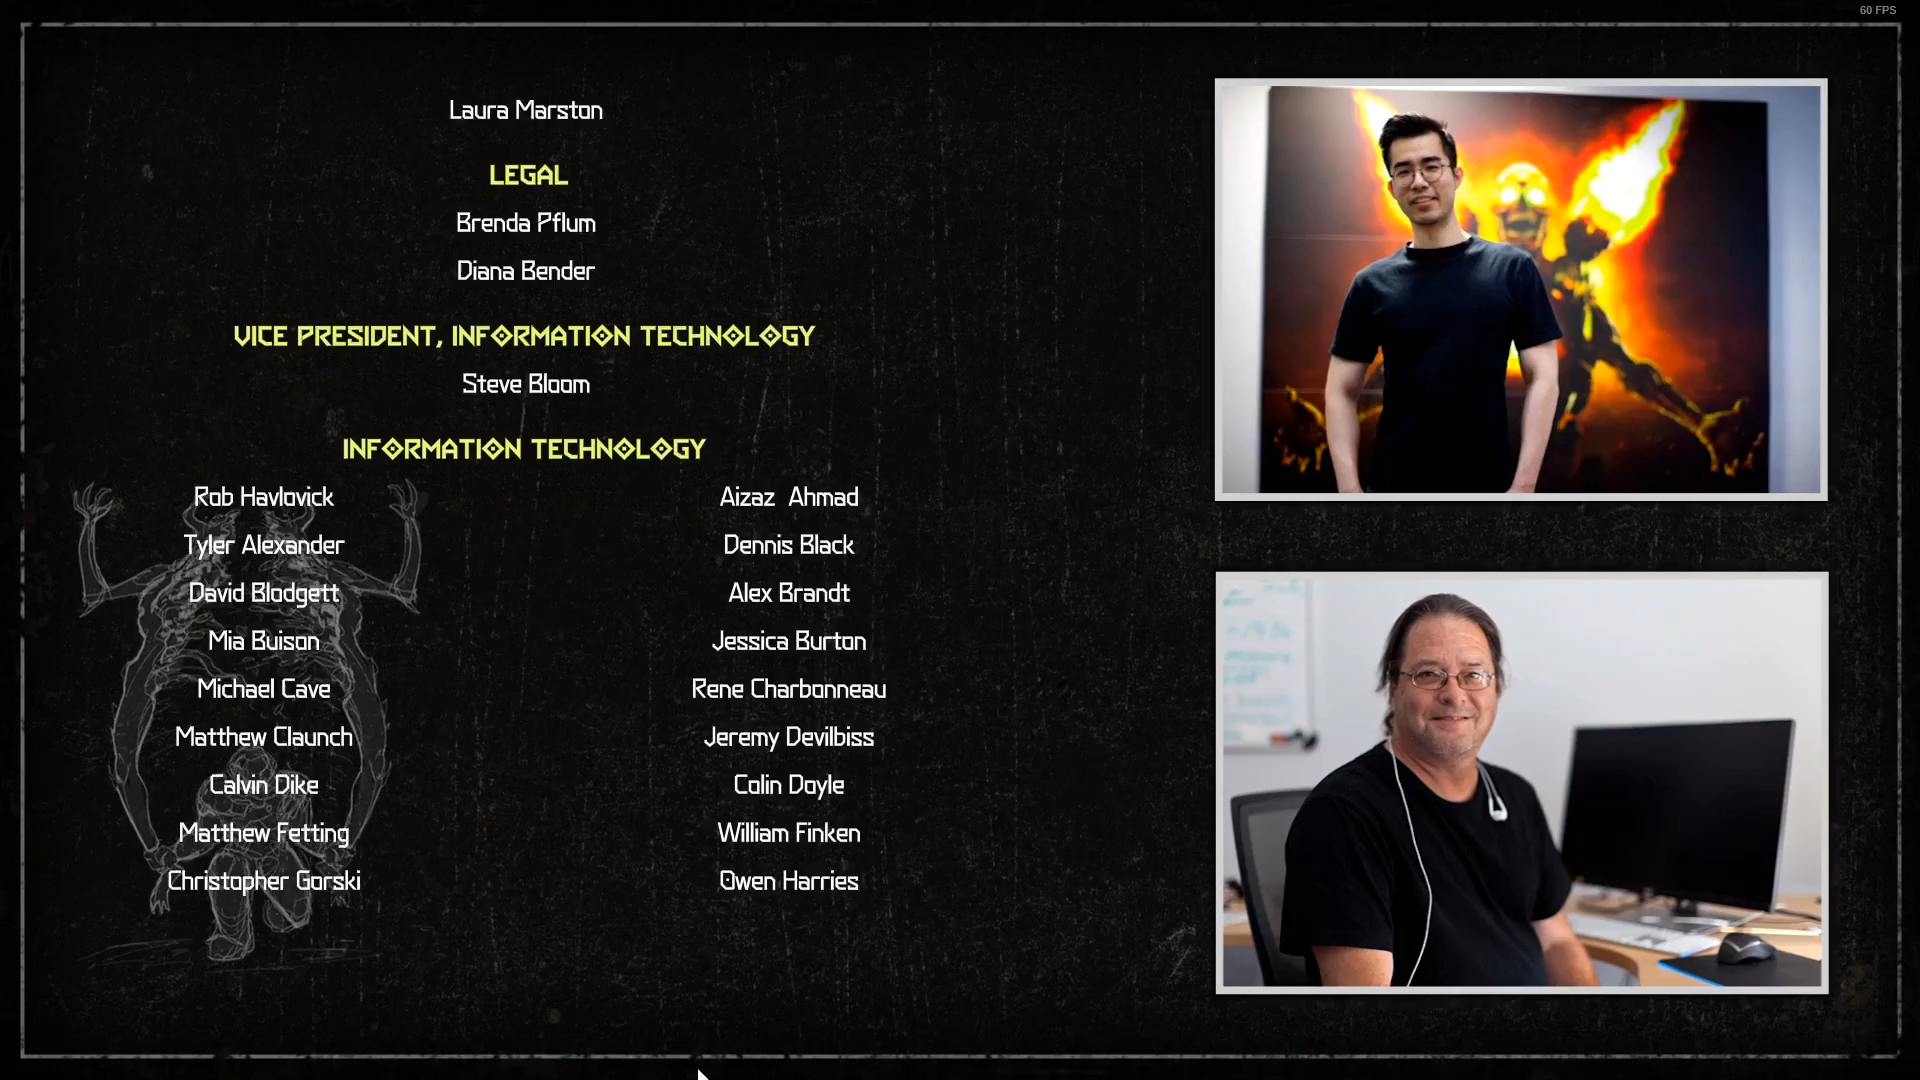 60 FPS
Laura Marston
LEGAL
Brenda Pflum
Diana Bender
VICE PRESIDENT, INFORMATION TECHNOLOGY
Steve Bloom
INFORMATION TECHNOLOGY
Rob Havlovick Aizaz Ahmad
Tyler Alexander Dennis Black
David Blodgett Alex Brandt
Mia Buison Jessica Burton
Michael Cave Rene Charbonneau
Matthew Claunch Jeremy Devilbiss
Calvin Dike Colin Doyle
Matthew Fetting William Finken
Christopher Gorski Owen Harries